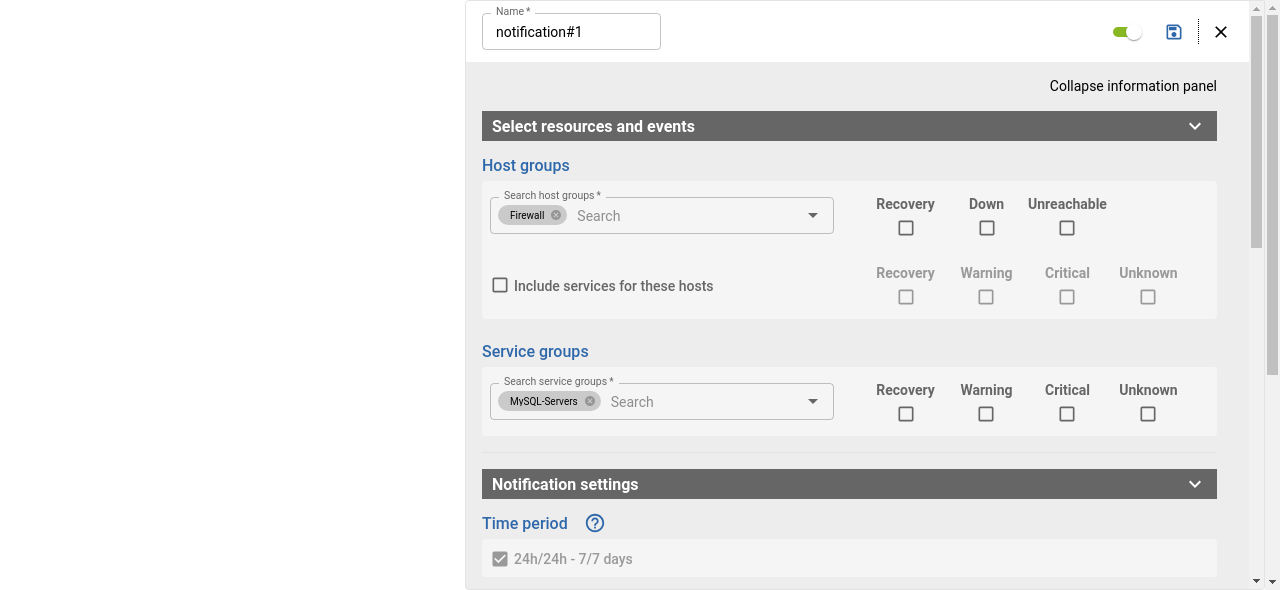 Name *
notification#1
Collapse information panel
Select resources and events
Host groups
Search host groups *
Firewall Search
Recovery Down Unreachable
Include services for these hosts
Recovery Warning Critical Unknown
Service groups
Search service groups *
MySQL-Servers Search
Recovery Warning Critical Unknown
Notification settings
Time period ?
24h/24h - 7/7 days